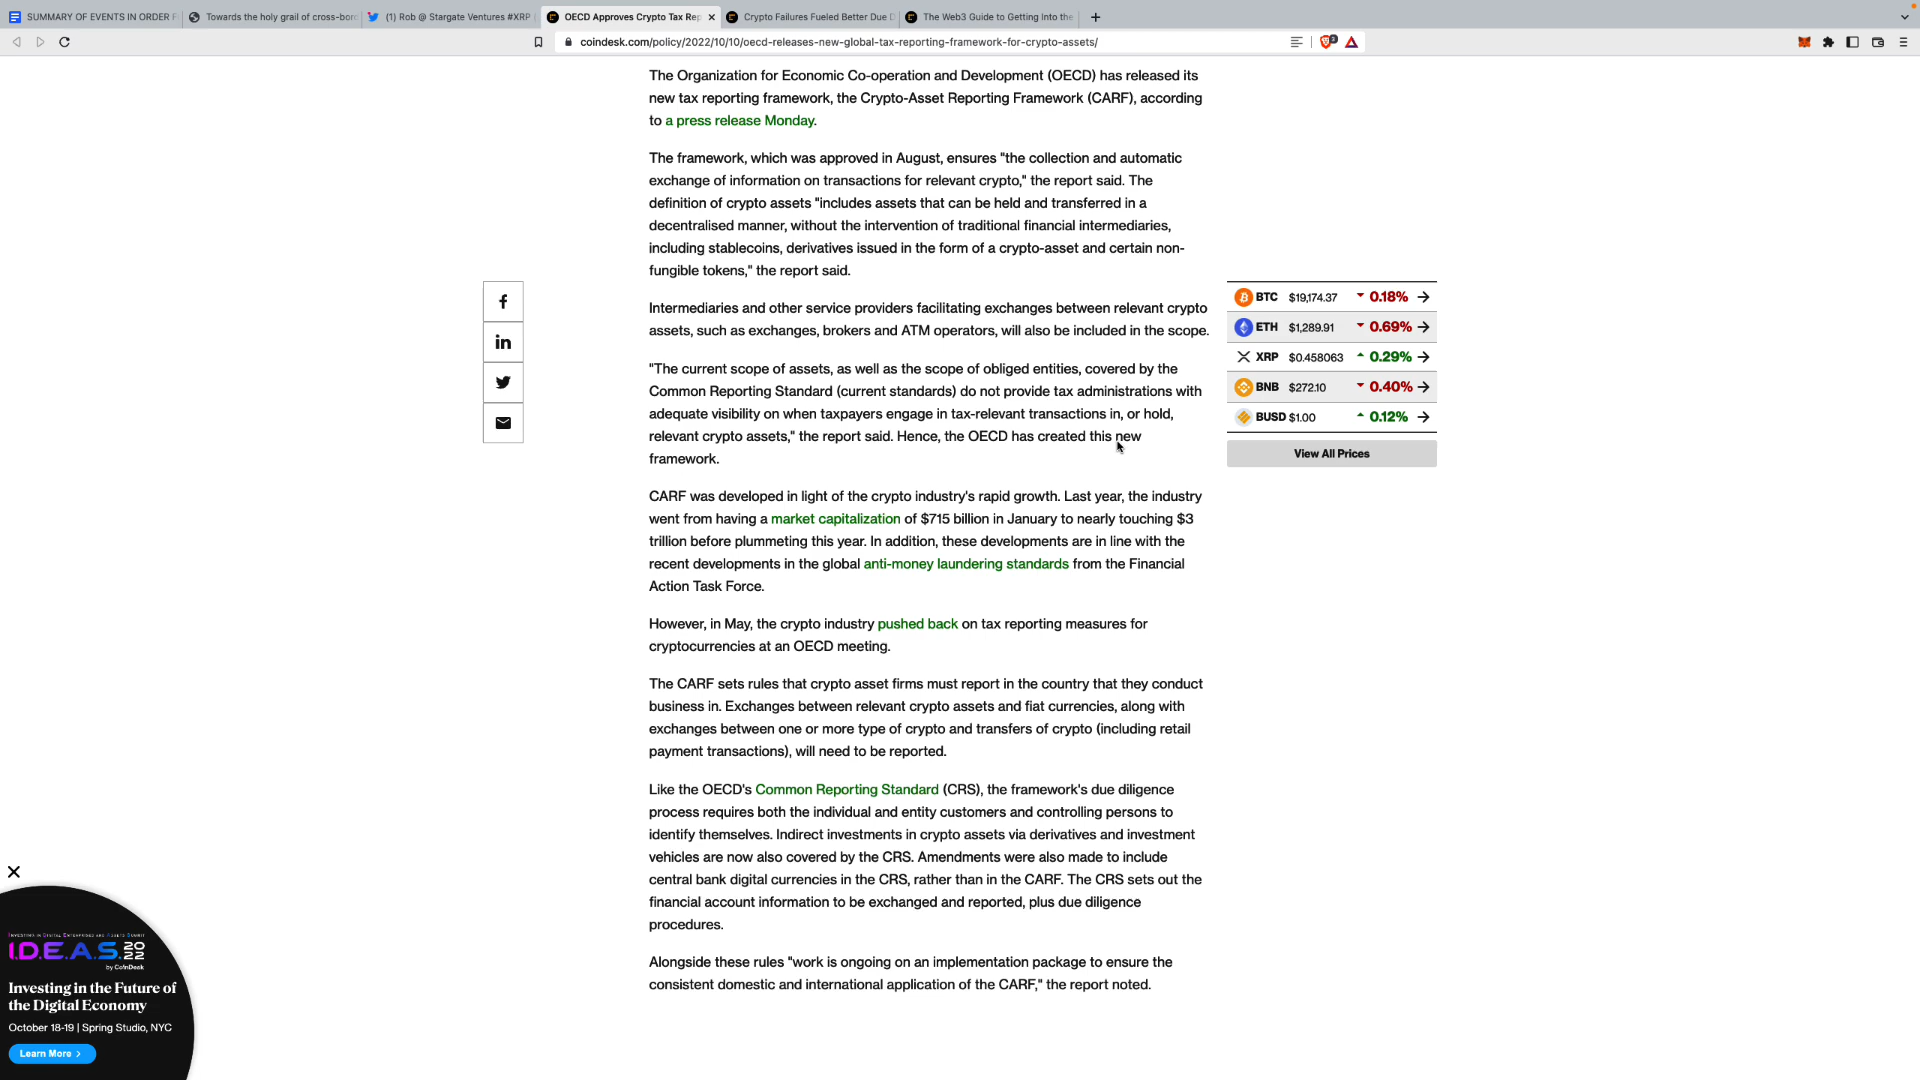 SUMMARY OF EVENTS IN ORDER F
Towards the holy grail of cross-bor
(1) Rob @ Stargate Ventures #XRP
OECD Approves Crypto Tax Rep
Crypto Failures Fueled Better Due D
The Web3 Guide to Getting Into the
coindesk.com/policy/2022/10/10/oecd-releases-new-global-tax-reporting-framework-for-crypto-assets/
The Organization for Economic Co-operation and Development (OECD) has released its
new tax reporting framework, the Crypto-Asset Reporting Framework (CARF), according
to a press release Monday.
The framework, which was approved in August, ensures "the collection and automatic
exchange of information on transactions for relevant crypto," the report said. The
definition of crypto assets "includes assets that can be held and transferred in a
decentralised manner, without the intervention of traditional financial intermediaries,
including stablecoins, derivatives issued in the form of a crypto-asset and certain non-
fungible tokens," the report said.
Intermediaries and other service providers facilitating exchanges between relevant crypto
assets, such as exchanges, brokers and ATM operators, will also be included in the scope.
"The current scope of assets, as well as the scope of obliged entities, covered by the
Common Reporting Standard (current standards) do not provide tax administrations with
adequate visibility on when taxpayers engage in tax-relevant transactions in, or hold,
relevant crypto assets," the report said. Hence, the OECD has created this new
framework.
CARF was developed in light of the crypto industry's rapid growth. Last year, the industry
went from having a market capitalization of $715 billion in January to nearly touching $3
trillion before plummeting this year. In addition, these developments are in line with the
recent developments in the global anti-money laundering standards from the Financial
Action Task Force.
However, in May, the crypto industry pushed back on tax reporting measures for
cryptocurrencies at an OECD meeting.
The CARF sets rules that crypto asset firms must report in the country that they conduct
business in. Exchanges between relevant crypto assets and fiat currencies, along with
exchanges between one or more type of crypto and transfers of crypto (including retail
payment transactions), will need to be reported.
Like the OECD's Common Reporting Standard (CRS), the framework's due diligence
process requires both the individual and entity customers and controlling persons to
identify themselves. Indirect investments in crypto assets via derivatives and investment
vehicles are now also covered by the CRS. Amendments were also made to include
central bank digital currencies in the CRS, rather than in the CARF. The CRS sets out the
financial account information to be exchanged and reported, plus due diligence
procedures.
Alongside these rules "work is ongoing on an implementation package to ensure the
consistent domestic and international application of the CARF," the report noted.
BTC $19,174.37 0.18%
ETH $1,289.91 0.69%
XRP $0.458063 0.29%
BNB $272.10 0.40%
BUSD $1.00 0.12%
View All Prices
Investing in Digital Enterprises and Assets Summit
I.D.E.A.S. 2022
by CoinDesk
Investing in the Future of
the Digital Economy
October 18-19 | Spring Studio, NYC
Learn More >